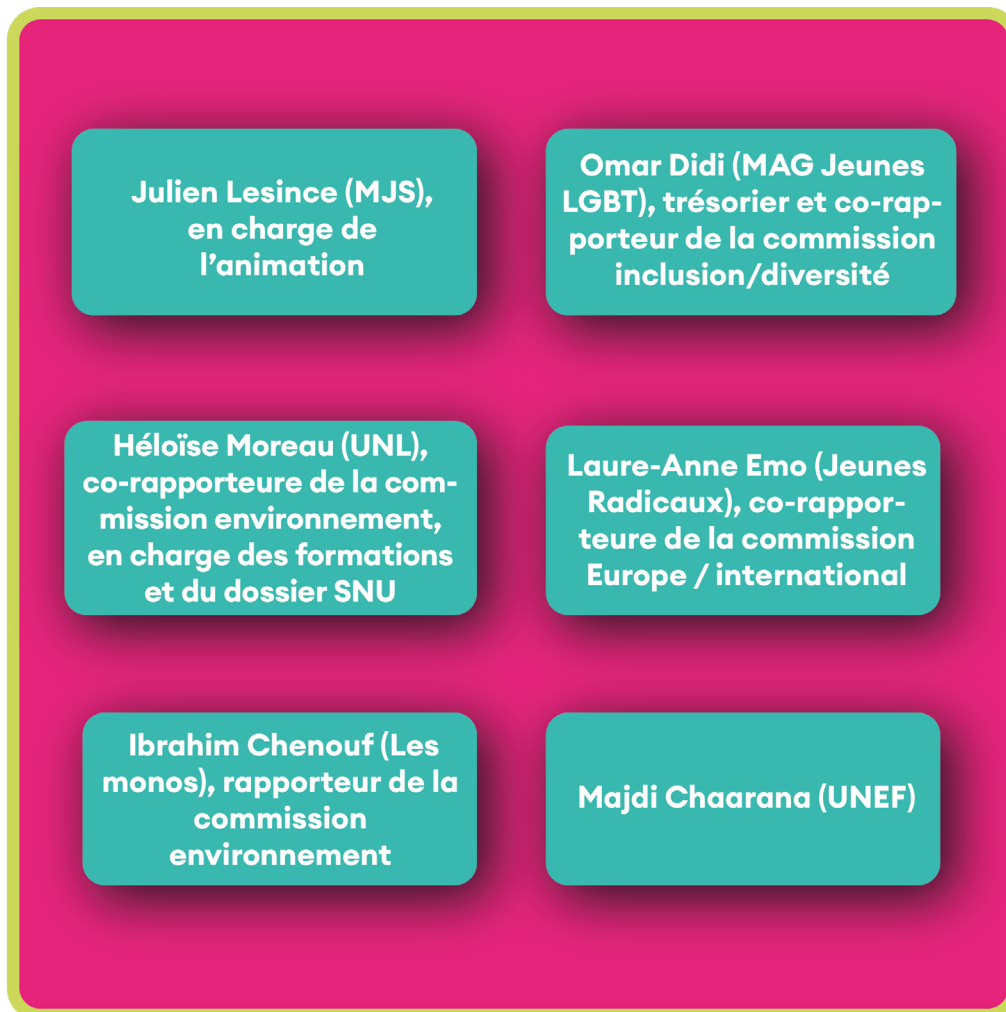 Julien Lesince (MJS),
en charge de
l’animation
Omar Didi (MAG Jeunes
LGBT), trésorier et co-rap-
porteur de la commission
inclusion/diversité
Héloïse Moreau (UNL),
co-rapporteure de la com-
mission environnement,
en charge des formations
et du dossier SNU
Laure-Anne Emo (Jeunes
Radicaux), co-rappor-
teure de la commission
Europe / international
Ibrahim Chenouf (Les
monos), rapporteur de la
commission
environnement
Majdi Chaarana (UNEF)